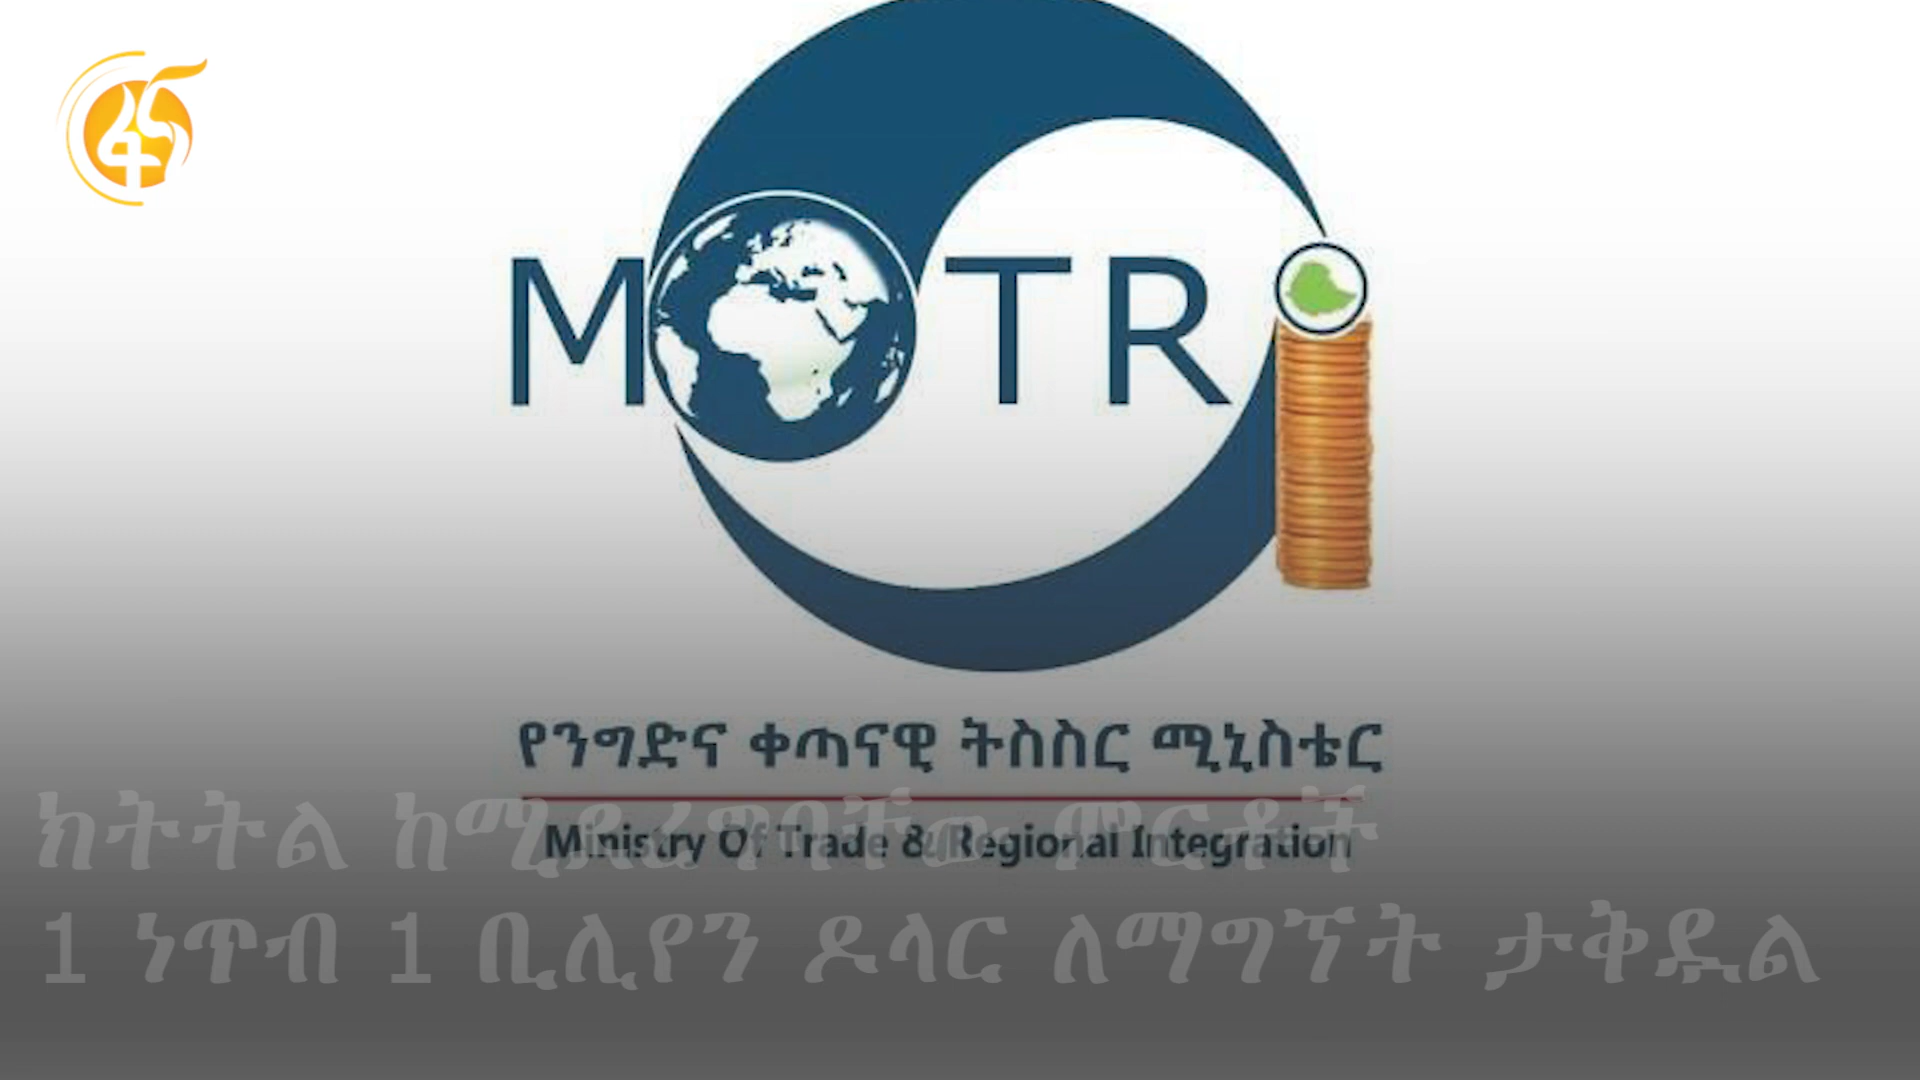 ፋና
MOTRi
የንግድና ቀጣናዊ ትስስር ሚኒስቴር
Ministry Of Trade & Regional Integration
ክትትል ከሚደረግባቸው ምርቶች
1 ነጥብ 1 ቢሊየን ዶላር ለማግኘት ታቅዷል